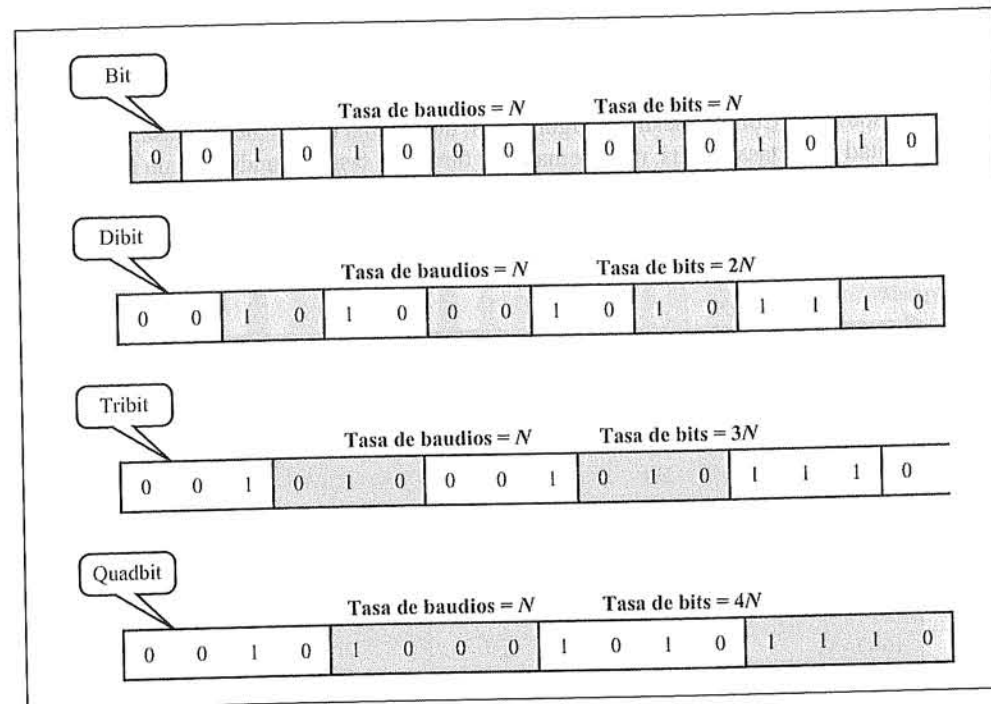 Bit
Tasa de baudios = N Tasa de bits = N
0 0 1 0 1 0 0 0 1 0 1 0 1 0 1 0
Dibit
Tasa de baudios = N Tasa de bits = 2N
0 0 1 0 1 0 0 0 1 0 1 0 1 1 1 0
Tribit
Tasa de baudios = N Tasa de bits = 3N
0 0 1 0 1 0 0 0 1 0 1 0 1 1 1 0
Quadbit
Tasa de baudios = N Tasa de bits = 4N
0 0 1 0 1 0 0 0 1 0 1 0 1 1 1 0